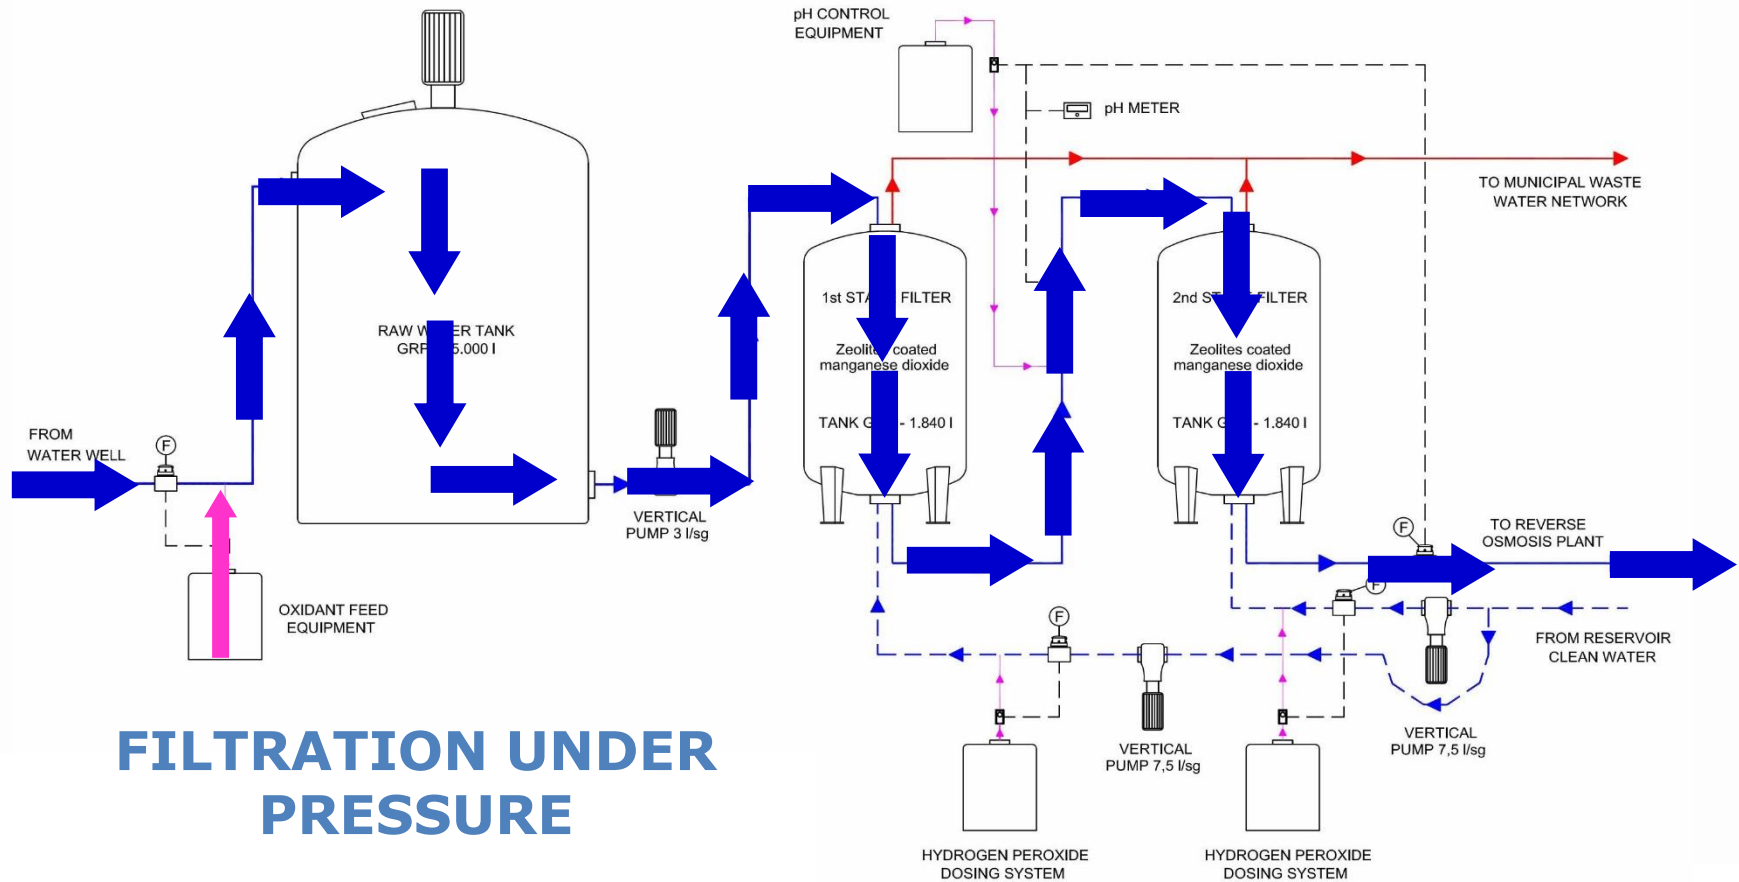 pH CONTROL
EQUIPMENT
pH METER
TO MUNICIPAL WASTE
WATER NETWORK
RAW W ER TANK
GRP 5.000 l
1st STA FILTER
Zeolites coated
manganese dioxide
TANK G - 1.840 l
2nd ST FILTER
Zeolites coated
manganese dioxide
TANK G - 1.840 l
FROM
WATER WELL
F
VERTICAL
PUMP 3 l/sg
OXIDANT FEED
EQUIPMENT
F
TO REVERSE
OSMOSIS PLANT
F
F
FROM RESERVOIR
CLEAN WATER
VERTICAL
PUMP 7,5 l/sg
VERTICAL
PUMP 7,5 l/sg
FILTRATION UNDER
PRESSURE
HYDROGEN PEROXIDE
DOSING SYSTEM
HYDROGEN PEROXIDE
DOSING SYSTEM